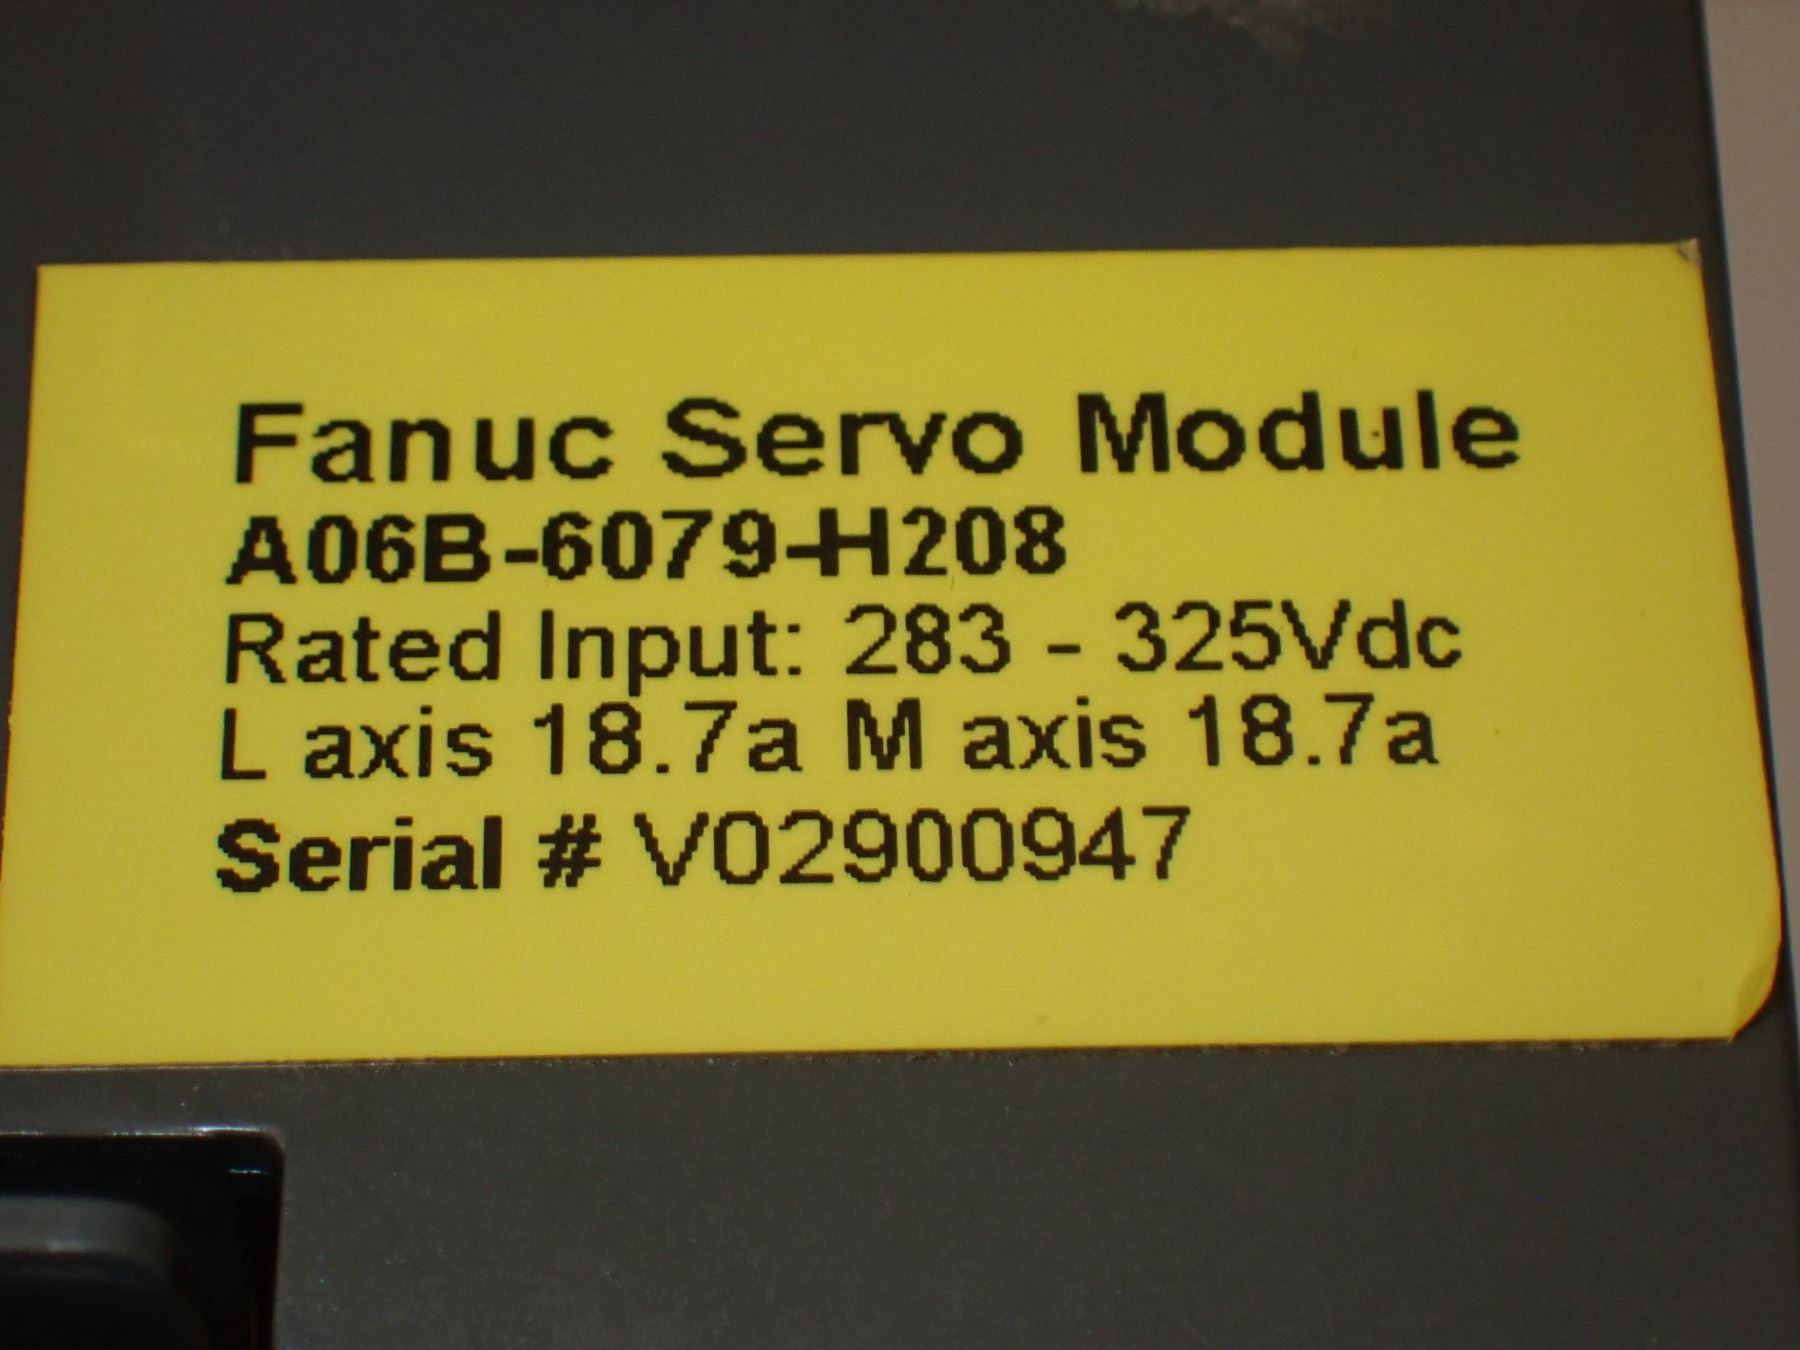 Fanuc Servo Module
A06B-6079-H208
Rated Input: 283 - 325Vdc
L axis 18.7a M axis 18.7a
Serial # V02900947